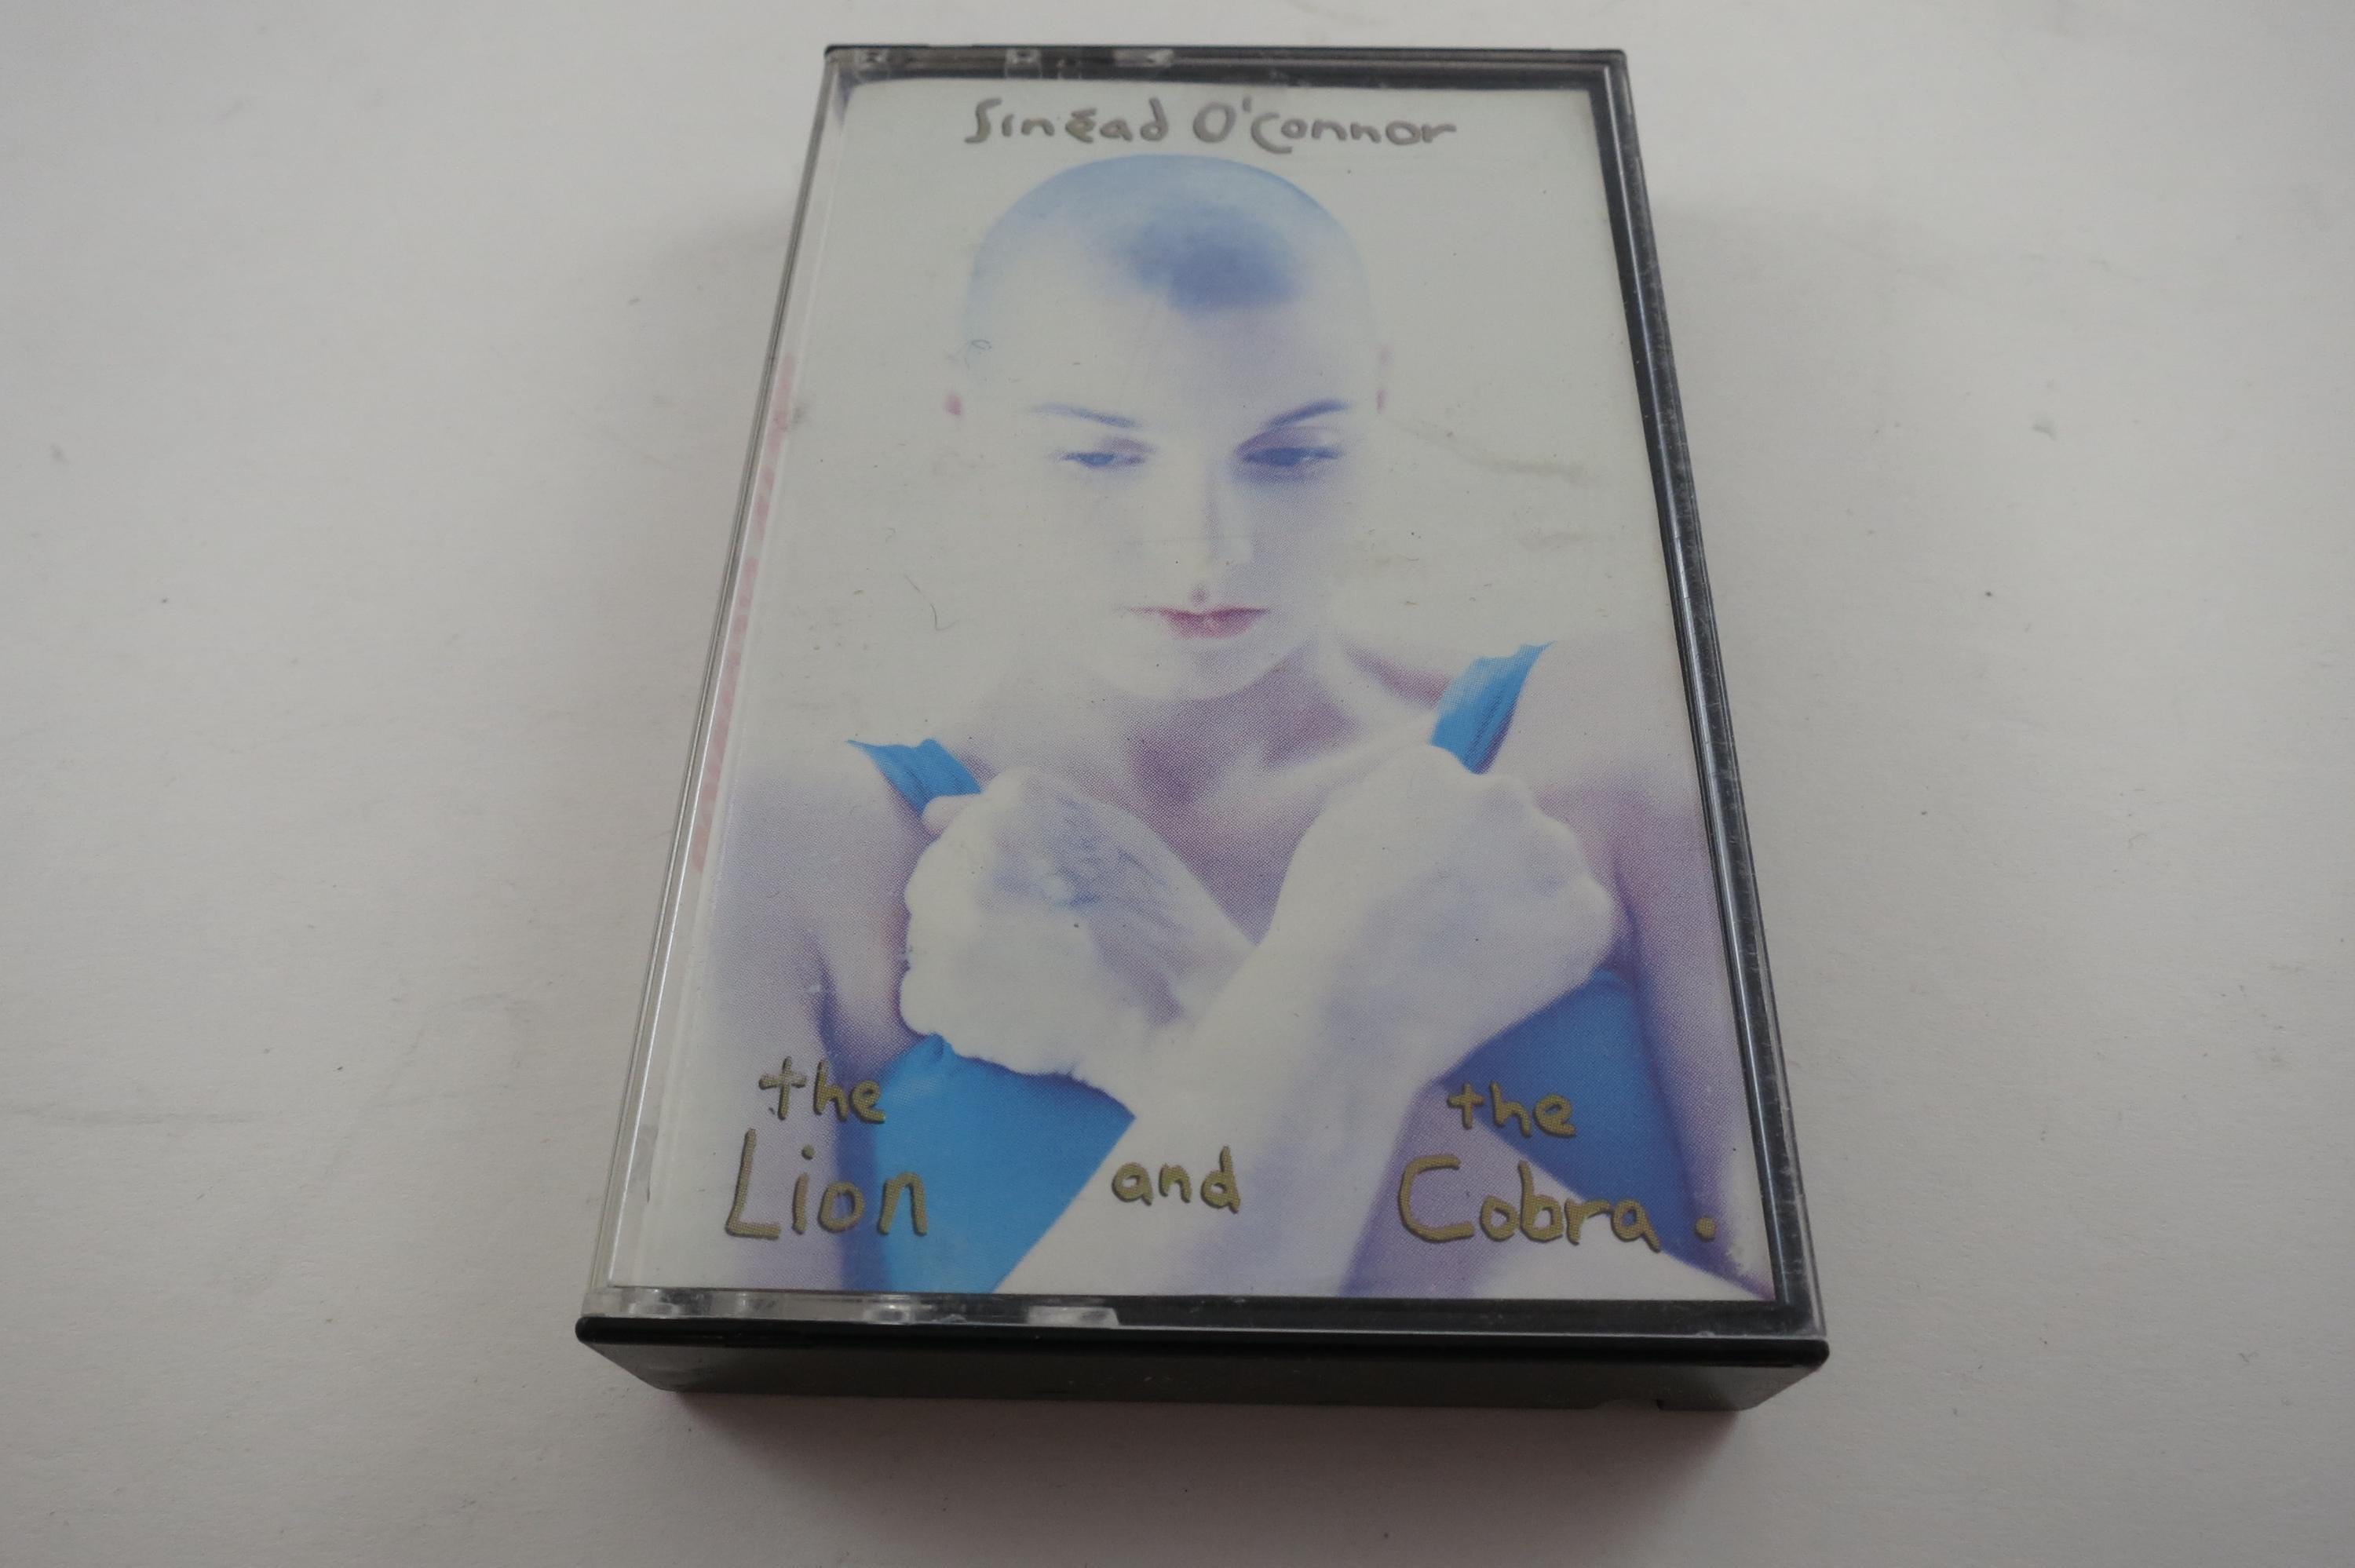 Sinéad O'Connor
the the
Lion and Cobra.